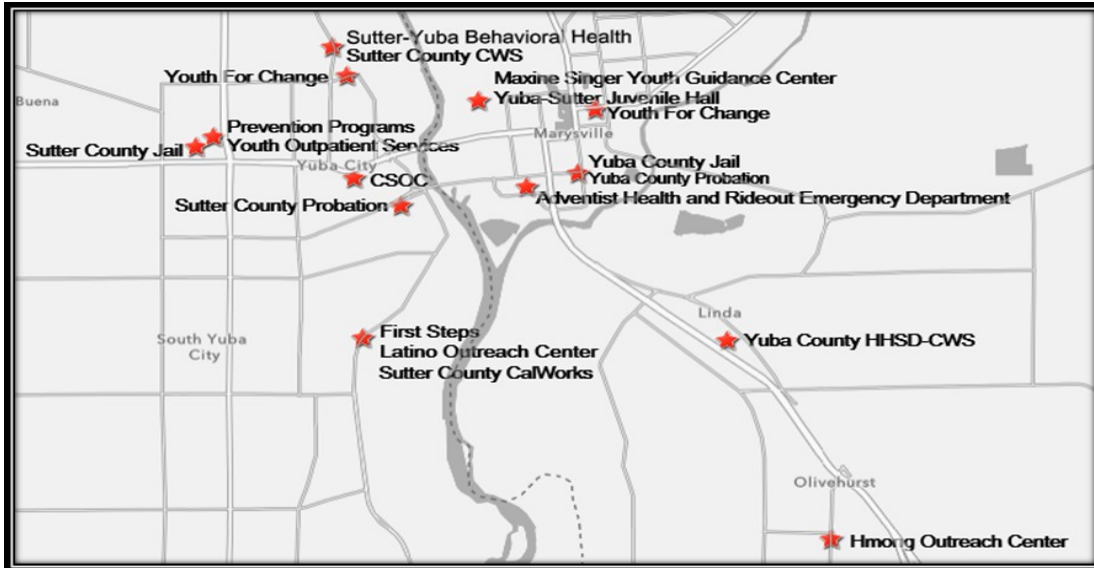 Sutter-Yuba Behavioral Health
Sutter County CWS
Youth For Change
Maxine Singer Youth Guidance Center
Yuba-Sutter Juvenile Hall
Youth For Change
Buena
Marysville
Prevention Programs
Youth Outpatient Services
Sutter County Jail
Yuba City
CSOC
Yuba County Jail
Yuba County Probation
Adventist Health and Rideout Emergency Department
Sutter County Probation
Linda
South Yuba
City
First Steps
Latino Outreach Center
Sutter County CalWorks
Yuba County HHSD-CWS
Olivehurst
Hmong Outreach Center